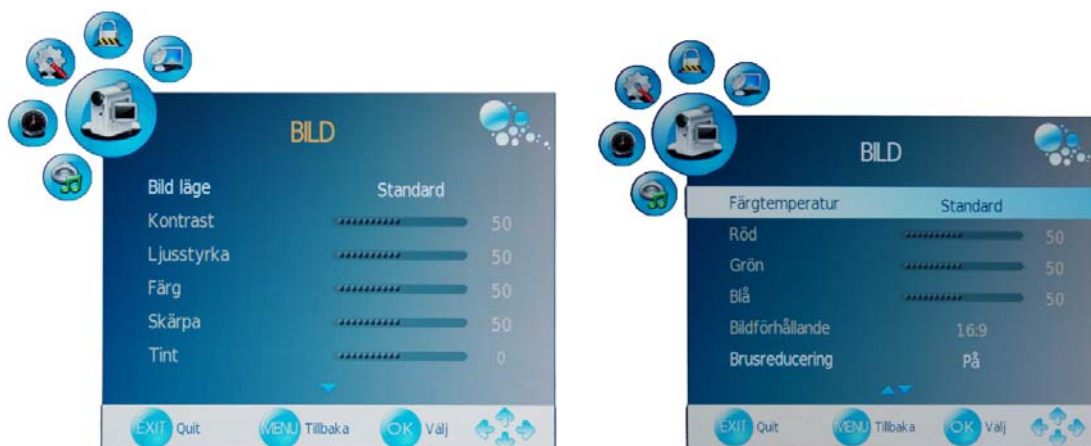 BILD
Bild läge Standard
Kontrast 50
Ljusstyrka 50
Färg 50
Skärpa 50
Tint 0
EXIT Quit MENU Tillbaka OK Välj
BILD
Färgtemperatur Standard
Röd 50
Grön 50
Blå 50
Bildförhållande 16:9
Brusreducering På
EXIT Quit MENU Tillbaka OK Välj